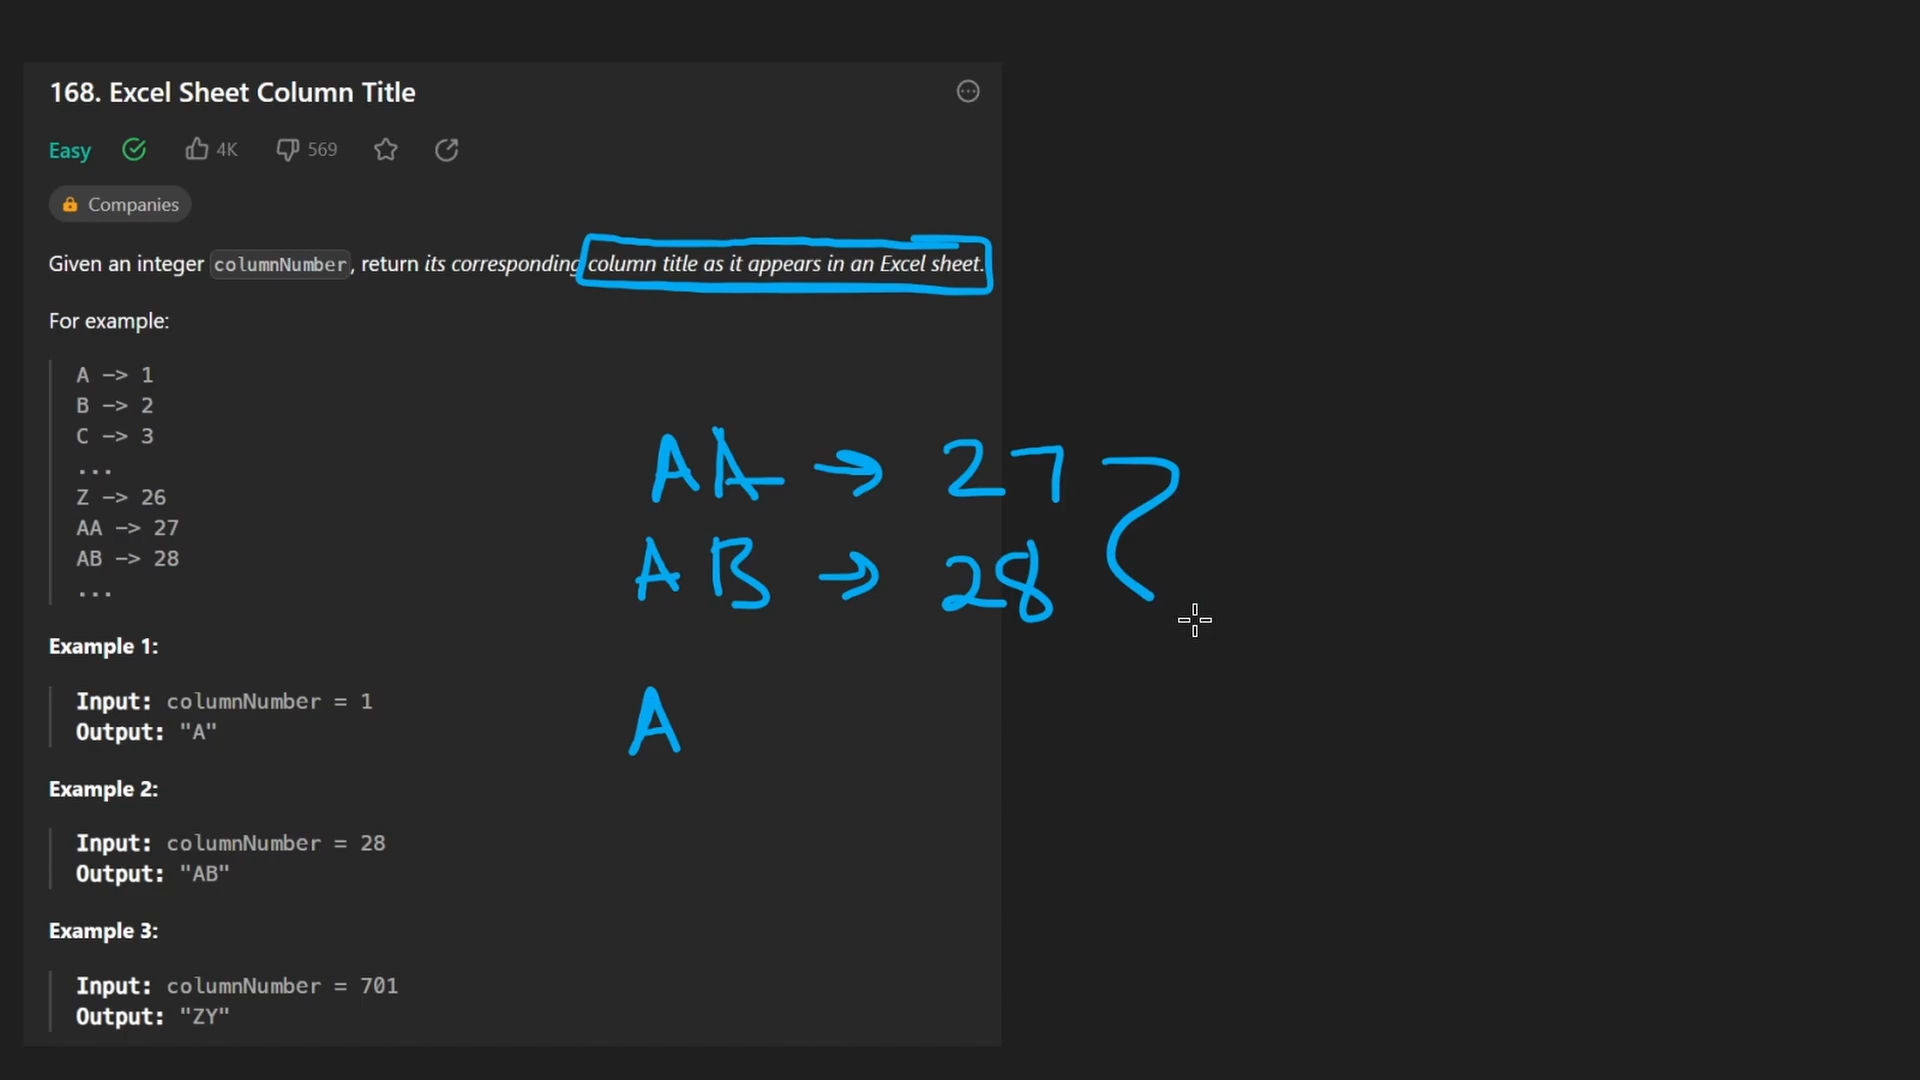 168. Excel Sheet Column Title
Easy 4K 569
Companies
Given an integer columnNumber, return its corresponding column title as it appears in an Excel sheet.
For example:
A -> 1
B -> 2
C -> 3
...
Z -> 26
AA -> 27
AB -> 28
...
AA → 27
AB → 28
A
Example 1:
Input: columnNumber = 1
Output: "A"
Example 2:
Input: columnNumber = 28
Output: "AB"
Example 3:
Input: columnNumber = 701
Output: "ZY"